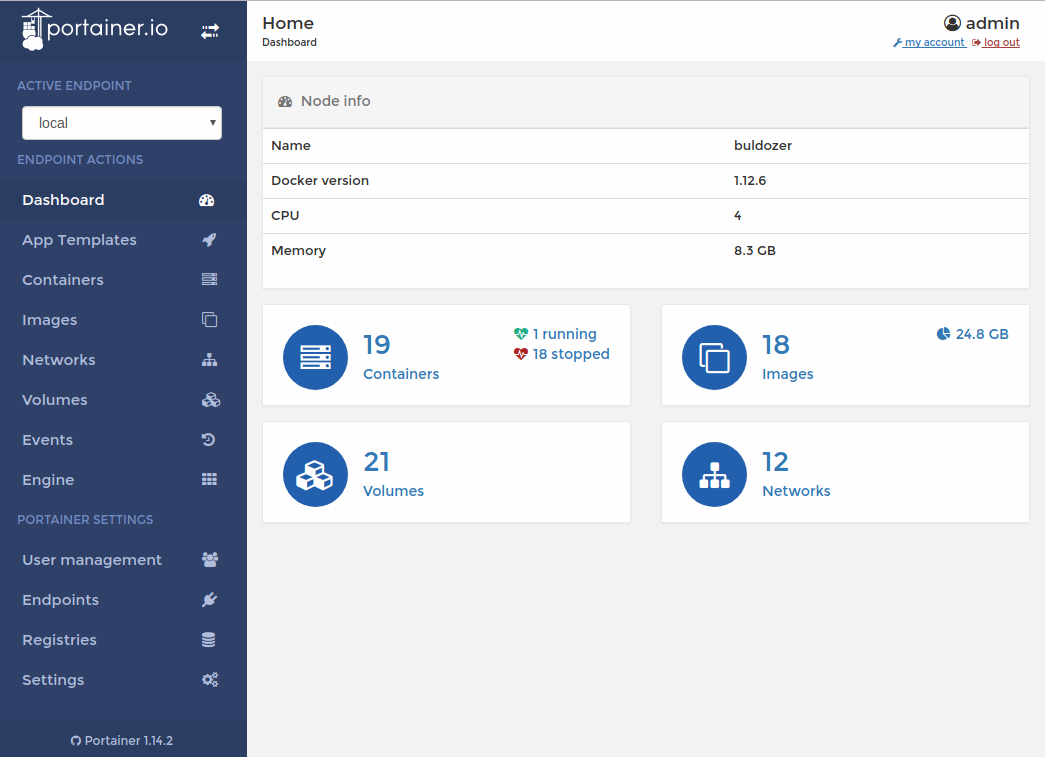 portainer.io
ACTIVE ENDPOINT
local
ENDPOINT ACTIONS
Dashboard
App Templates
Containers
Images
Networks
Volumes
Events
Engine
PORTAINER SETTINGS
User management
Endpoints
Registries
Settings
Portainer 1.14.2
Home
Dashboard
admin
my account log out
Node info
Name buldozer
Docker version 1.12.6
CPU 4
Memory 8.3 GB
19
Containers
1 running
18 stopped
18
Images
24.8 GB
21
Volumes
12
Networks